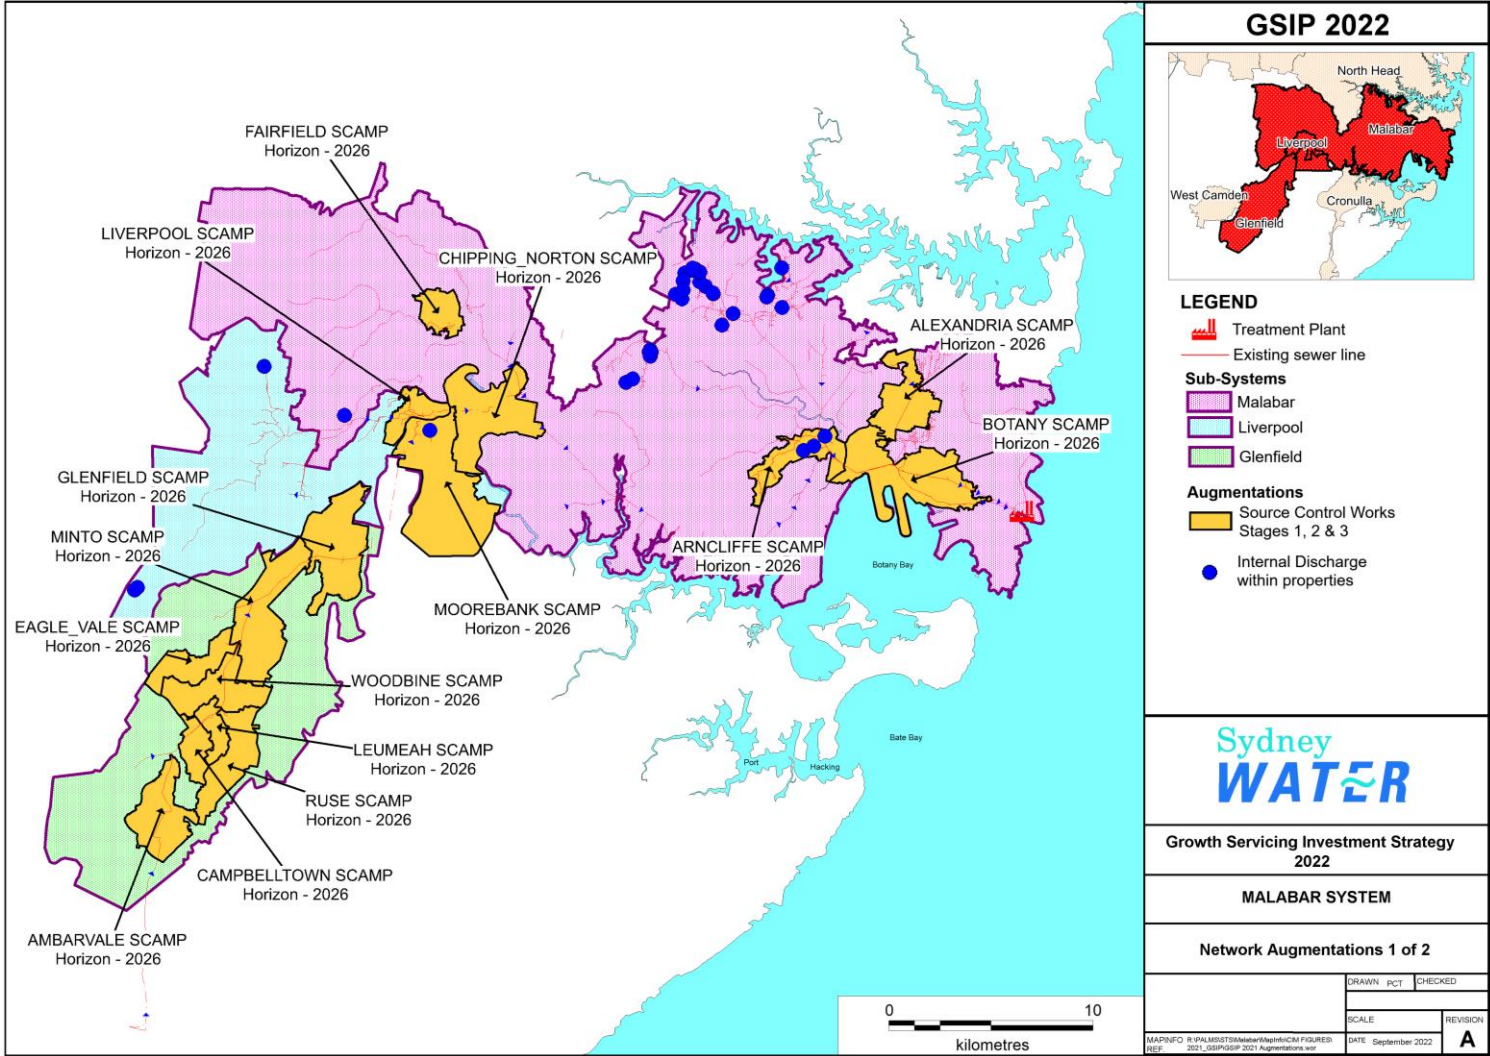 FAIRFIELD SCAMP
Horizon - 2026
LIVERPOOL SCAMP
Horizon - 2026
CHIPPING_NORTON SCAMP
Horizon - 2026
ALEXANDRIA SCAMP
Horizon - 2026
BOTANY SCAMP
Horizon - 2026
GLENFIELD SCAMP
Horizon - 2026
MINTO SCAMP
Horizon - 2026
ARNCLIFFE SCAMP
Horizon - 2026
Botany Bay
MOOREBANK SCAMP
Horizon - 2026
EAGLE_VALE SCAMP
Horizon - 2026
WOODBINE SCAMP
Horizon - 2026
LEUMEAH SCAMP
Horizon - 2026
Bate Bay
Port
Hacking
RUSE SCAMP
Horizon - 2026
CAMPBELLTOWN SCAMP
Horizon - 2026
AMBARVALE SCAMP
Horizon - 2026
0
10
kilometres
GSIP 2022
North Head
Malabar
Liverpool
West Camden
Cronulla
Glenfield
LEGEND
Treatment Plant
Existing sewer line
Sub-Systems
Malabar
Liverpool
Glenfield
Augmentations
Source Control Works
Stages 1, 2 & 3
Internal Discharge
within properties
Sydney
WATER
Growth Servicing Investment Strategy
2022
MALABAR SYSTEM
Network Augmentations 1 of 2
DRAWN PCT
CHECKED
SCALE
REVISION
A
DATE September 2022
MAPINFO
REF.
2021_GSIP\GSIP 2021 Augmentations.wor